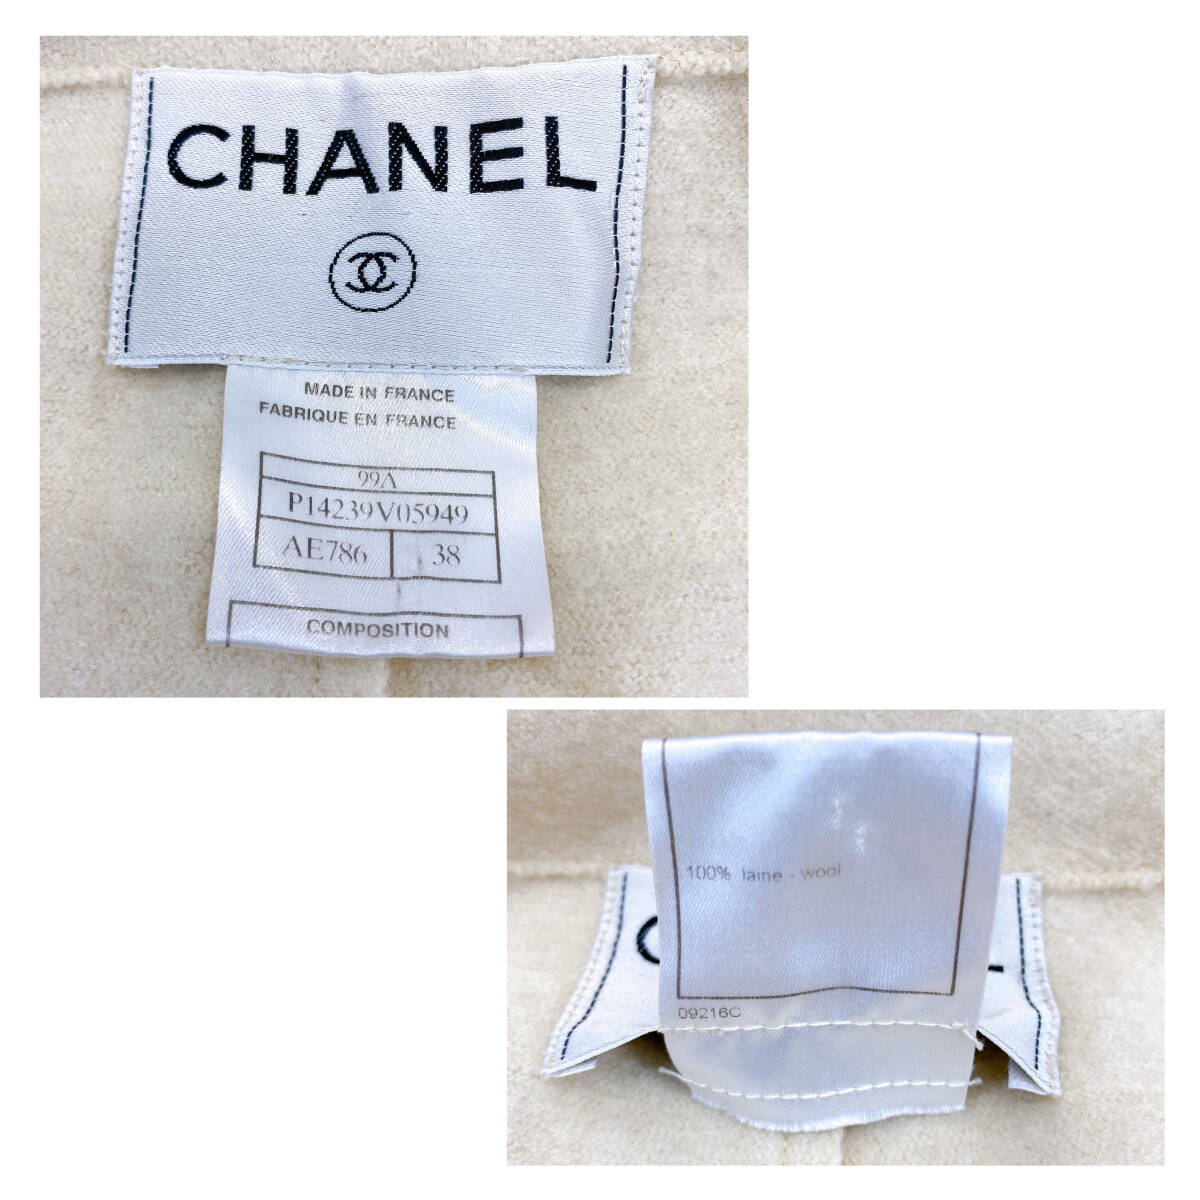 CHANEL
MADE IN FRANCE
FABRIQUE EN FRANCE
99A
P14239V05949
AE786 38
COMPOSITION
100% laine - wool
C L
09216C